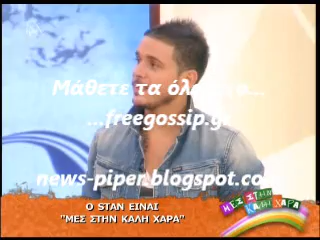 Μάθετε τα όλα
...freegossip.gr
news-piper.blogspot.com
Ο STAN ΕΙΝΑΙ
"ΜΕΣ ΣΤΗΝ ΚΑΛΗ ΧΑΡΑ"
ΜΕΣ ΣΤΗΝ
ΚΑΛΗ ΧΑΡΑ